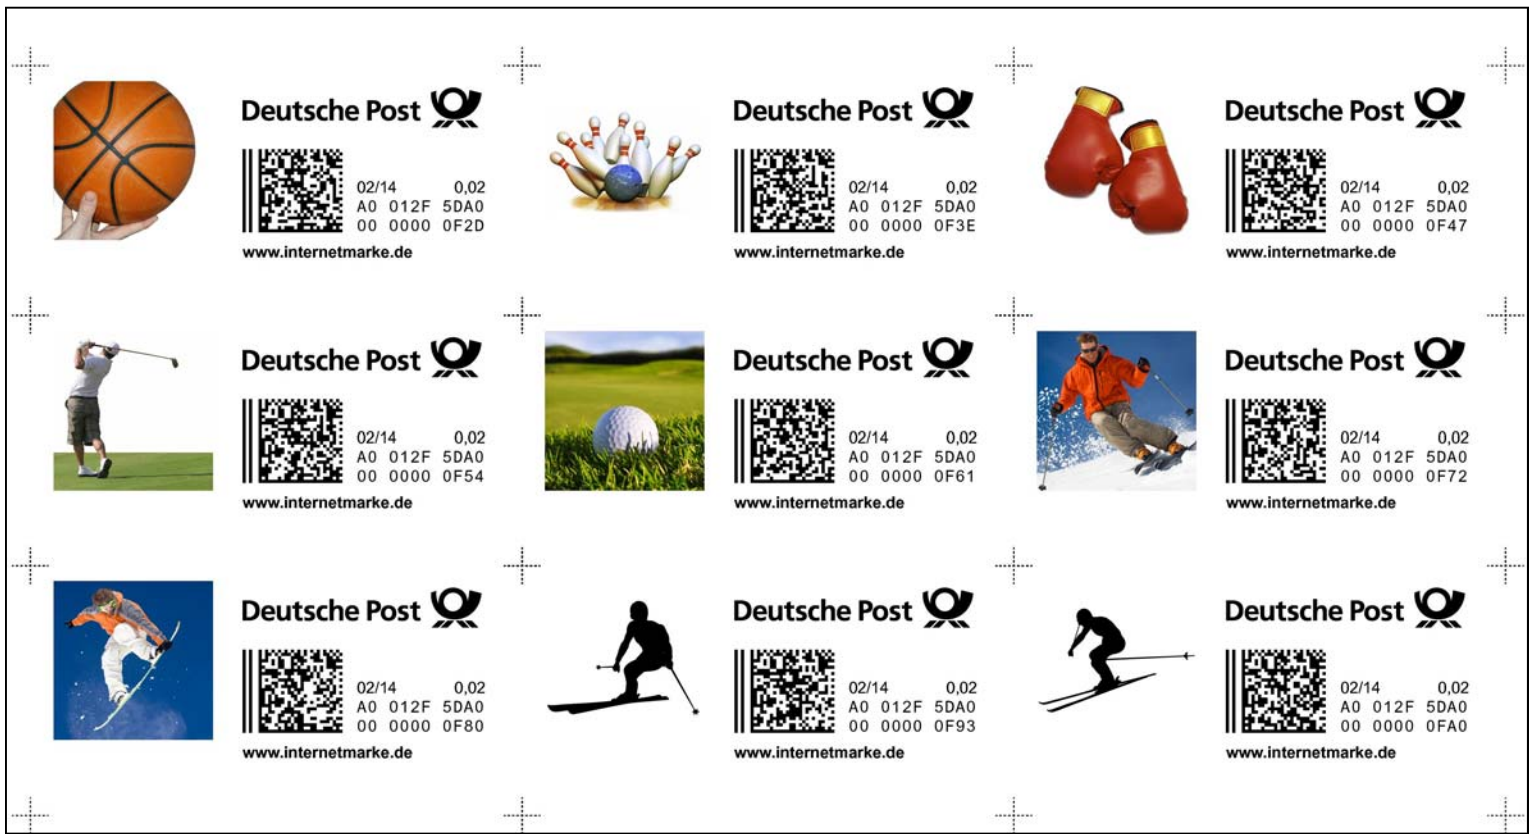 Deutsche Post
02/14 0,02
A0 012F 5DA0
00 0000 0F2D
www.internetmarke.de
Deutsche Post
02/14 0,02
A0 012F 5DA0
00 0000 0F3E
www.internetmarke.de
Deutsche Post
02/14 0,02
A0 012F 5DA0
00 0000 0F47
www.internetmarke.de
Deutsche Post
02/14 0,02
A0 012F 5DA0
00 0000 0F54
www.internetmarke.de
Deutsche Post
02/14 0,02
A0 012F 5DA0
00 0000 0F61
www.internetmarke.de
Deutsche Post
02/14 0,02
A0 012F 5DA0
00 0000 0F72
www.internetmarke.de
Deutsche Post
02/14 0,02
A0 012F 5DA0
00 0000 0F80
www.internetmarke.de
Deutsche Post
02/14 0,02
A0 012F 5DA0
00 0000 0F93
www.internetmarke.de
Deutsche Post
02/14 0,02
A0 012F 5DA0
00 0000 0FA0
www.internetmarke.de